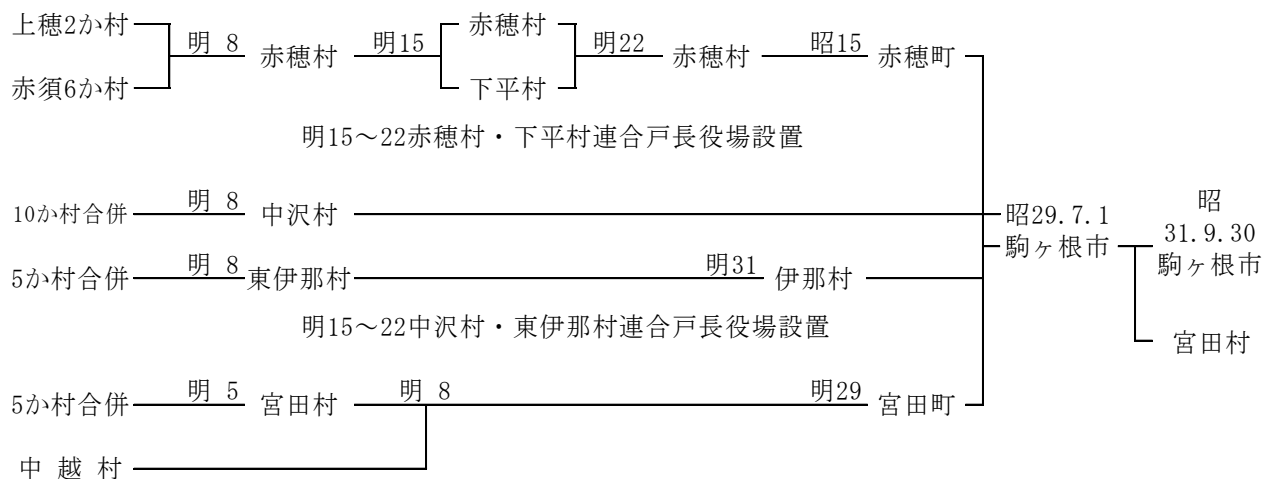 上穂2か村
赤須6か村
明 8
赤穂村
明15
赤穂村
下平村
明22
赤穂村
昭15
赤穂町
明15～22赤穂村・下平村連合戸長役場設置
10か村合併
明 8
中沢村
5か村合併
明 8
東伊那村
明31
伊那村
明15～22中沢村・東伊那村連合戸長役場設置
5か村合併
明 5
宮田村
明 8
明29
宮田町
中 越 村
昭29.7.1
駒ヶ根市
昭
31.9.30
駒ヶ根市
宮田村